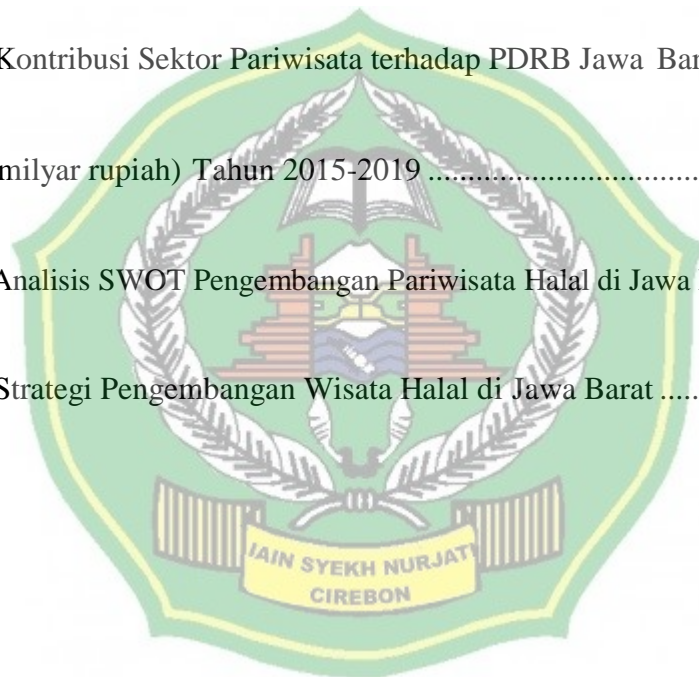 Kontribusi Sektor Pariwisata terhadap PDRB Jawa Bar
milyar rupiah) Tahun 2015-2019 .................................
Analisis SWOT Pengembangan Pariwisata Halal di Jawa
Strategi Pengembangan Wisata Halal di Jawa Barat .....
IAIN SYEKH NURJATI
CIREBON